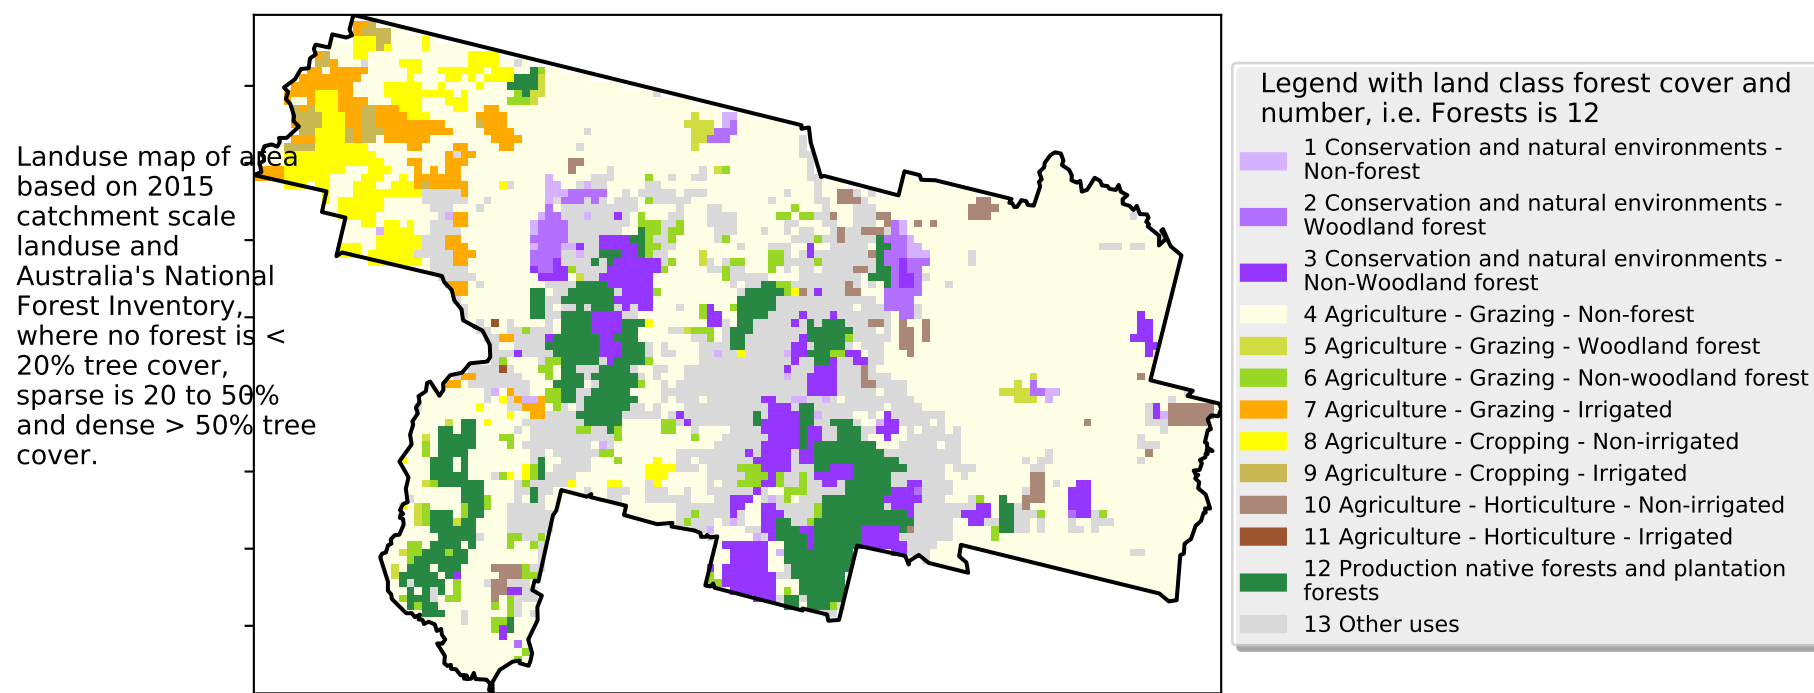 Landuse map of area
based on 2015
catchment scale
landuse and
Australia's National
Forest Inventory,
where no forest is <
20% tree cover,
sparse is 20 to 50%
and dense > 50% tree
cover.
Legend with land class forest cover and
number, i.e. Forests is 12
1 Conservation and natural environments -
Non-forest
2 Conservation and natural environments -
Woodland forest
3 Conservation and natural environments -
Non-Woodland forest
4 Agriculture - Grazing - Non-forest
5 Agriculture - Grazing - Woodland forest
6 Agriculture - Grazing - Non-woodland forest
7 Agriculture - Grazing - Irrigated
8 Agriculture - Cropping - Non-irrigated
9 Agriculture - Cropping - Irrigated
10 Agriculture - Horticulture - Non-irrigated
11 Agriculture - Horticulture - Irrigated
12 Production native forests and plantation
forests
13 Other uses